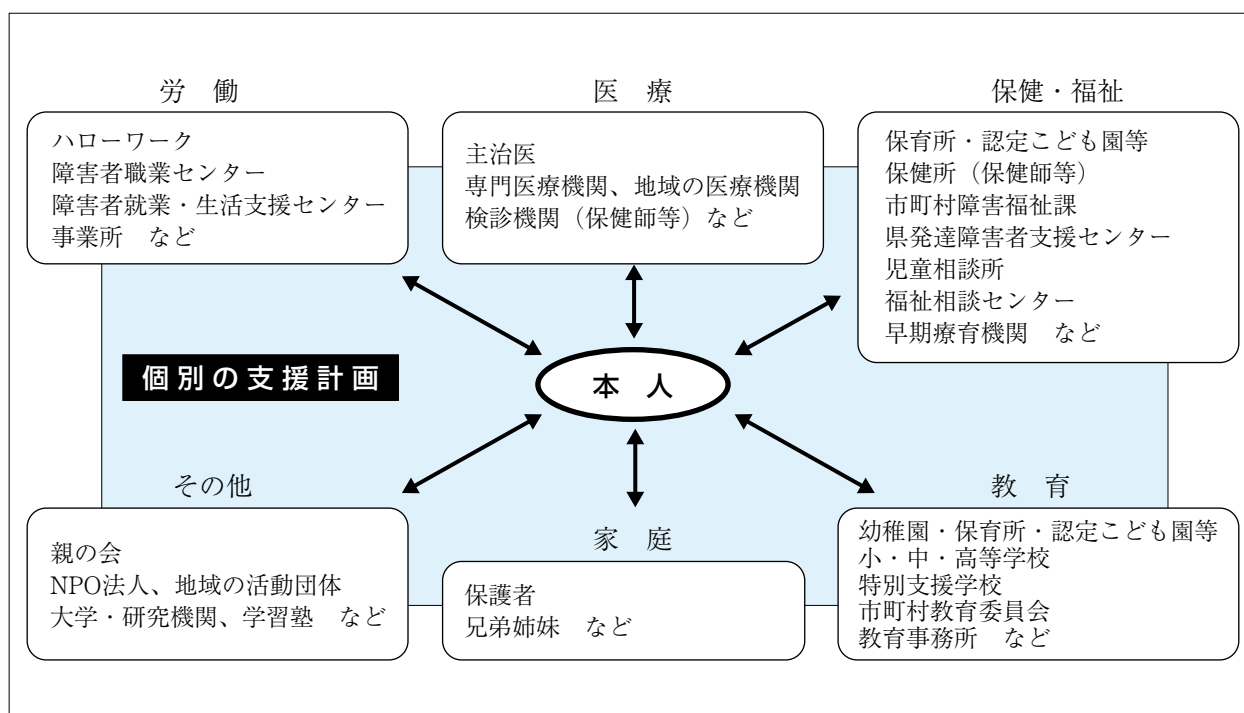 労　働
ハローワーク
障害者職業センター
障害者就業・生活支援センター
事業所　など
医　療
主治医
専門医療機関、地域の医療機関
検診機関（保健師等）など
保健・福祉
保育所・認定こども園等
保健所（保健師等）
市町村障害福祉課
県発達障害者支援センター
児童相談所
福祉相談センター
早期療育機関　など
個別の支援計画
本　人
その他
親の会
NPO法人、地域の活動団体
大学・研究機関、学習塾　など
家　庭
保護者
兄弟姉妹　など
教　育
幼稚園・保育所・認定こども園等
小・中・高等学校
特別支援学校
市町村教育委員会
教育事務所　など